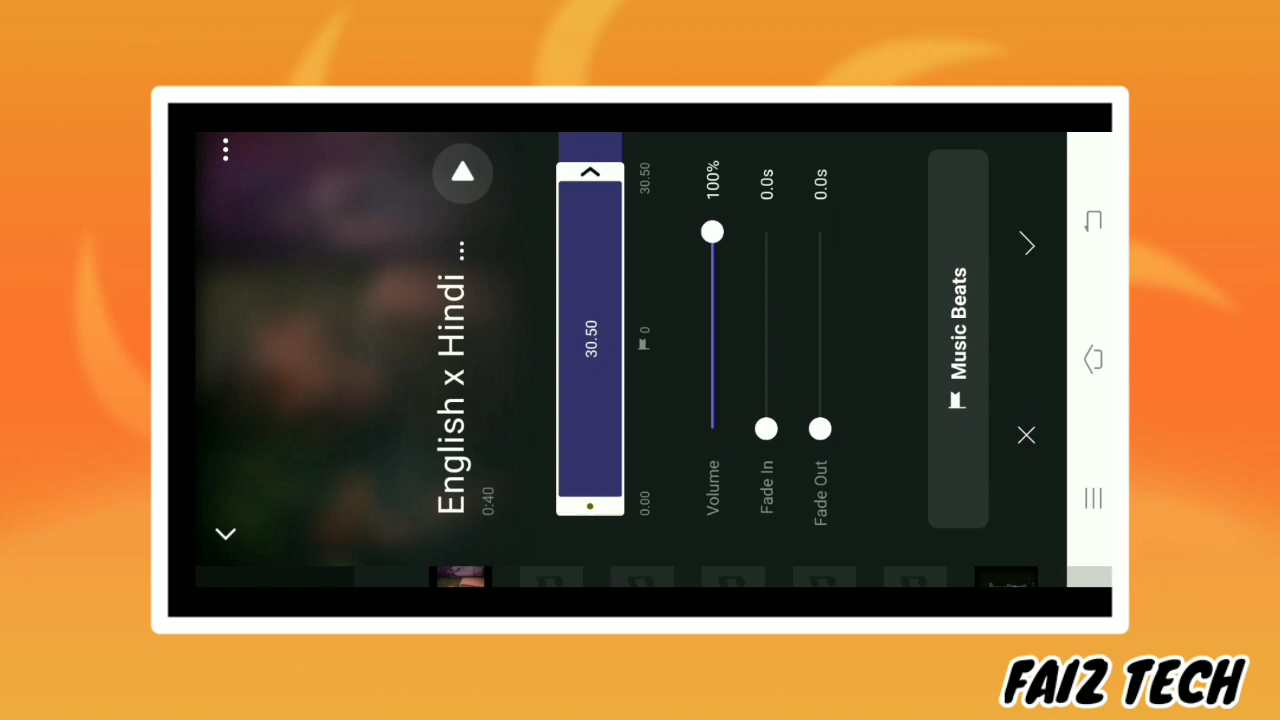 English x Hindi ...
0:40
30.50
0.00
0
30.50
Volume 100%
Fade In 0.0s
Fade Out 0.0s
Music Beats
FAIZ TECH